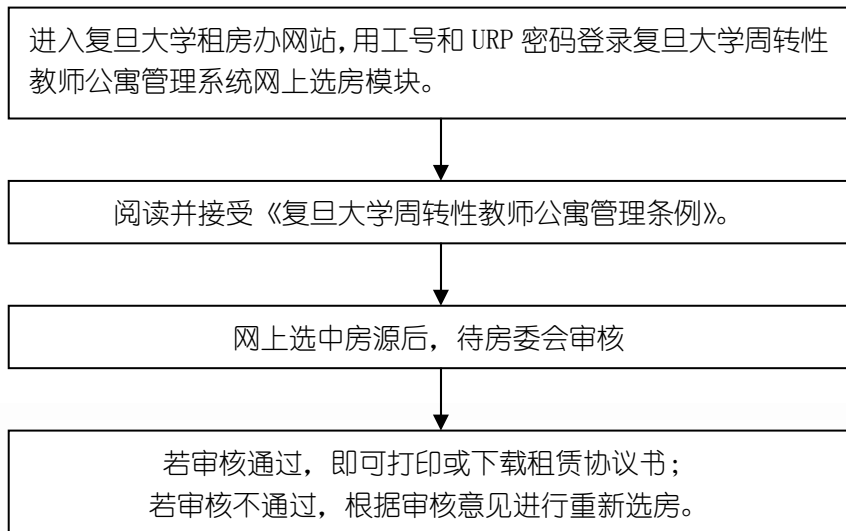 进入复旦大学租房办网站,用工号和 URP 密码登录复旦大学周转性
教师公寓管理系统网上选房模块。
阅读并接受《复旦大学周转性教师公寓管理条例》。
网上选中房源后，待房委会审核
若审核通过，即可打印或下载租赁协议书；
若审核不通过，根据审核意见进行重新选房。